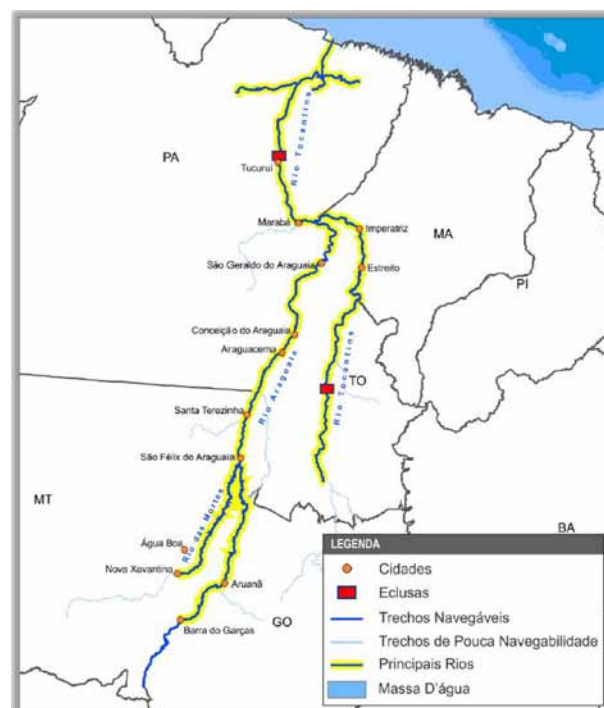 PA
Rio Tocantins
Tucuruí
Marabá
Imperatriz
MA
São Geraldo do Araguaia
Estreito
PI
Conceição do Araguaia
Araguacema
Rio Araguaia
Rio Tocantins
TO
Santa Terezinha
São Félix do Araguaia
MT
Rio das Mortes
Água Boa
BA
Nova Xavantina
Aruanã
GO
Barra do Garças
LEGENDA
Cidades
Eclusas
Trechos Navegáveis
Trechos de Pouca Navegabilidade
Principais Rios
Massa D'água